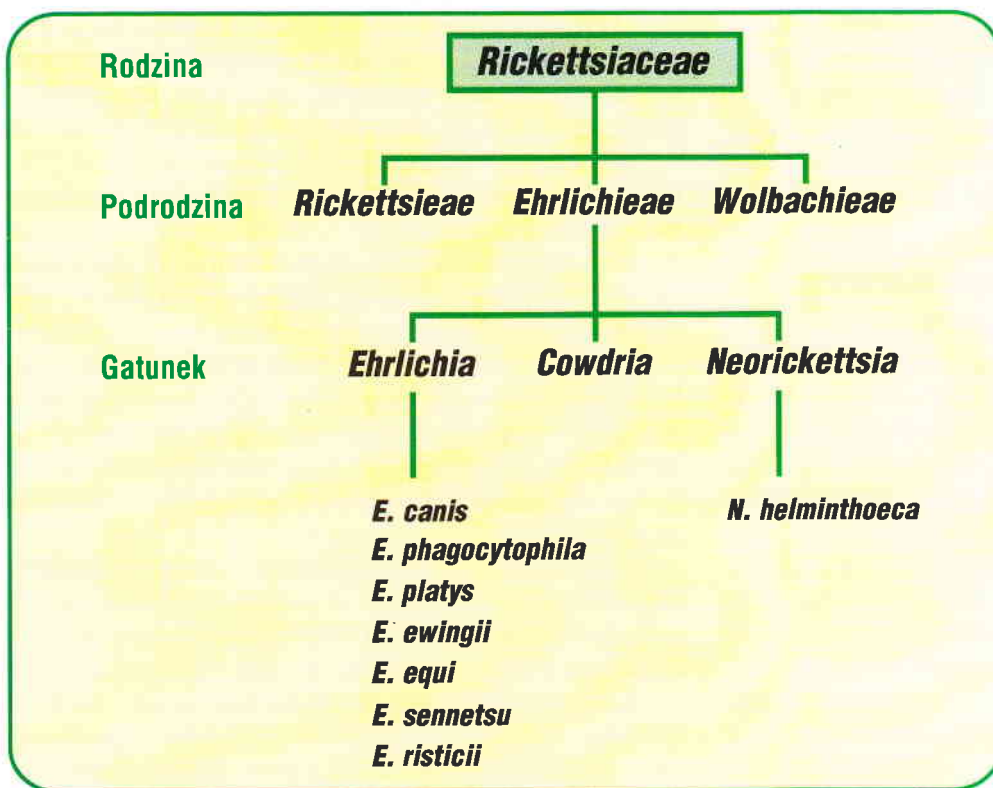 Rodzina Rickettsiaceae
Podrodzina Rickettsieae Ehrlichieae Wolbachieae
Gatunek Ehrlichia Cowdria Neorickettsia
E. canis N. helminthoeca
E. phagocytophila
E. platys
E. ewingii
E. equi
E. sennetsu
E. risticii